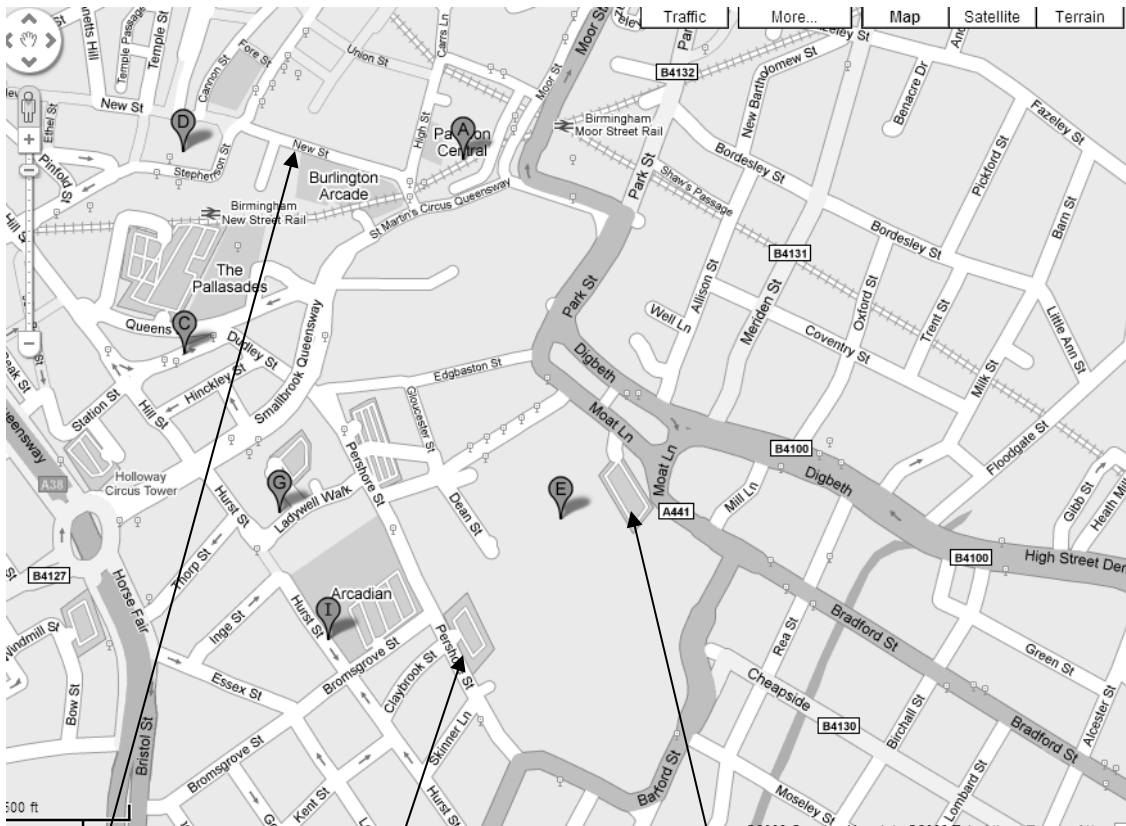 Traffic
More...
Map
Satellite
Terrain
Temple Passage
Temple St
Cannon St
Fore St
Union St
Carrs Ln
Moor St
B4132
New Bartholomew St
Benacre Dr
Fazeley St
Fazeley St
New St
Ethel St
D
A
High St
Central
Moor St
Birmingham
Moor Street Rail
Park St
Bordesley St
Pickford St
Pinfold St
Stephenson St
New St
Burlington
Arcade
Birmingham
New Street Rail
St Martin's Circus Queensway
Shaw's Passage
Park St
Barn St
Bordesley St
B4131
The
Pallasades
Allison St
Meriden St
Oxford St
Trent St
Little Ann St
Queens
C
Dudley St
Smallbrook Queensway
Well Ln
Coventry St
Milk St
Hinckley St
Station St
Hill St
Edgbaston St
Gloucester St
Digbeth
Moat Ln
Moat Ln
B4100
Floodgate St
Queensway
A38
Holloway
Circus Tower
G
Ladywell Walk
Pershore St
Dean St
E
A441
Mill Ln
Digbeth
Gibb St
Heath Mill
Hurst St
Thorp St
B4127
Horse Fair
B4100
High Street Der
Windmill St
Inge St
Arcadian
I
Hurst St
Bromsgrove St
Pershore St
Bradford St
Rea St
Green St
Essex St
Claybrook St
Cheapside
B4130
Bow St
Bristol St
Skinner Ln
Birchall St
Bradford St
Alcester St
Bromsgrove St
Kent St
Hurst St
Barford St
Moseley St
Lombard St
500 ft